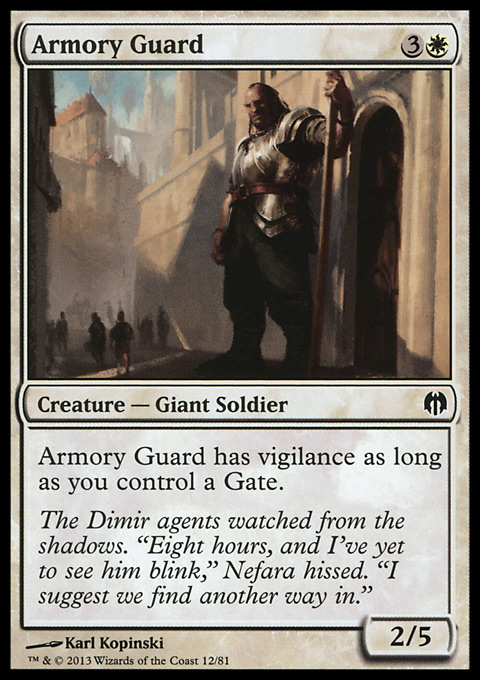 Armory Guard 3
Creature — Giant Soldier
Armory Guard has vigilance as long
as you control a Gate.
The Dimir agents watched from the
shadows. “Eight hours, and I’ve yet
to see him blink,” Nefara hissed. “I
suggest we find another way in.”
Karl Kopinski
2/5
™ & © 2013 Wizards of the Coast 12/81